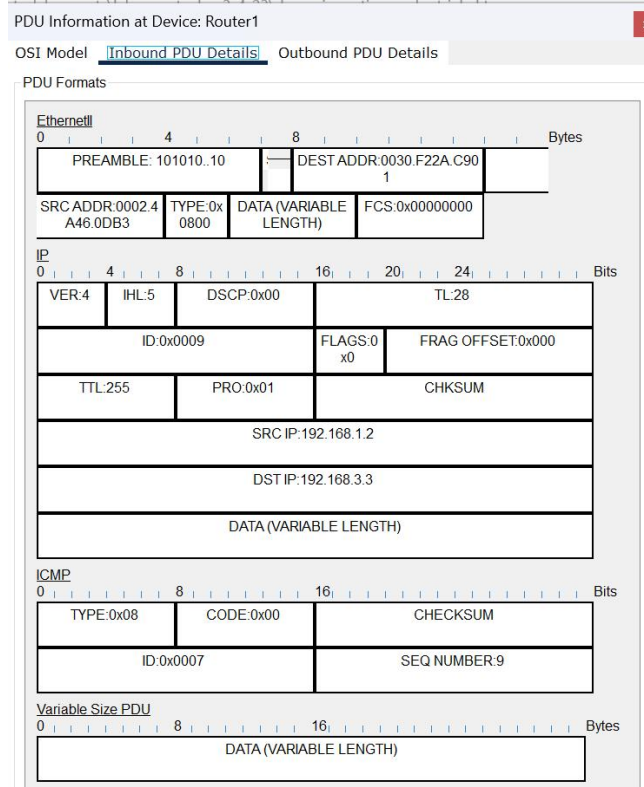 PDU Information at Device: Router1
OSI Model Inbound PDU Details Outbound PDU Details
PDU Formats
EthernetII
0 4 8 Bytes
PREAMBLE: 101010..10 DEST ADDR:0030.F22A.C90
1
SRC ADDR:0002.4 TYPE:0x DATA (VARIABLE FCS:0x00000000
A46.0DB3 0800 LENGTH)
IP
0 4 8 16 20 24 Bits
VER:4 IHL:5 DSCP:0x00 TL:28
ID:0x0009 FLAGS:0 FRAG OFFSET:0x000
x0
TTL:255 PRO:0x01 CHKSUM
SRC IP:192.168.1.2
DST IP:192.168.3.3
DATA (VARIABLE LENGTH)
ICMP
0 8 16 Bits
TYPE:0x08 CODE:0x00 CHECKSUM
ID:0x0007 SEQ NUMBER:9
Variable Size PDU
0 8 16 Bytes
DATA (VARIABLE LENGTH)